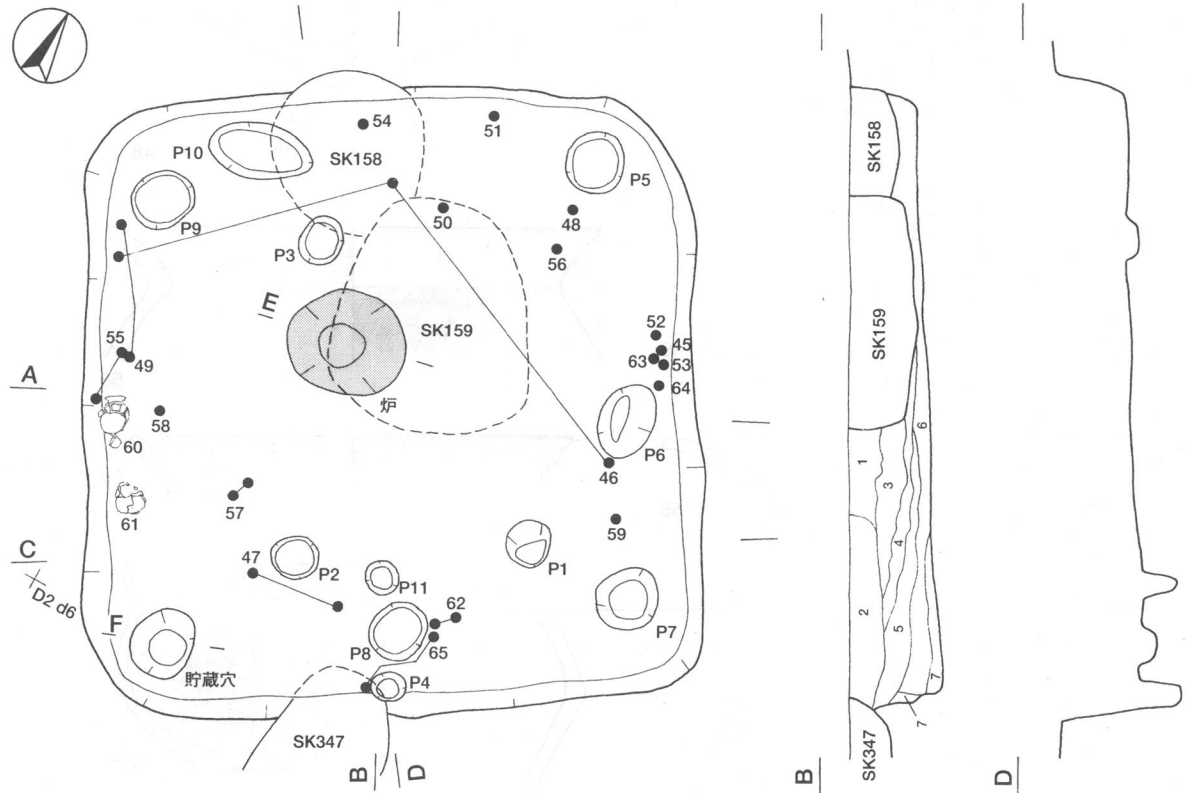 54
51
P10
SK158
P5
P9
50
48
P3
56
E
SK159
52
45
55
49
63
53
A
64
炉
58
60
P6
46
61
57
59
C
47
P2
P1
D2 d6
P11
F
62
P7
P8
65
貯蔵穴
P4
SK347
B
D
SK158
SK159
6
1
3
4
2
5
7
7
SK347
B
D